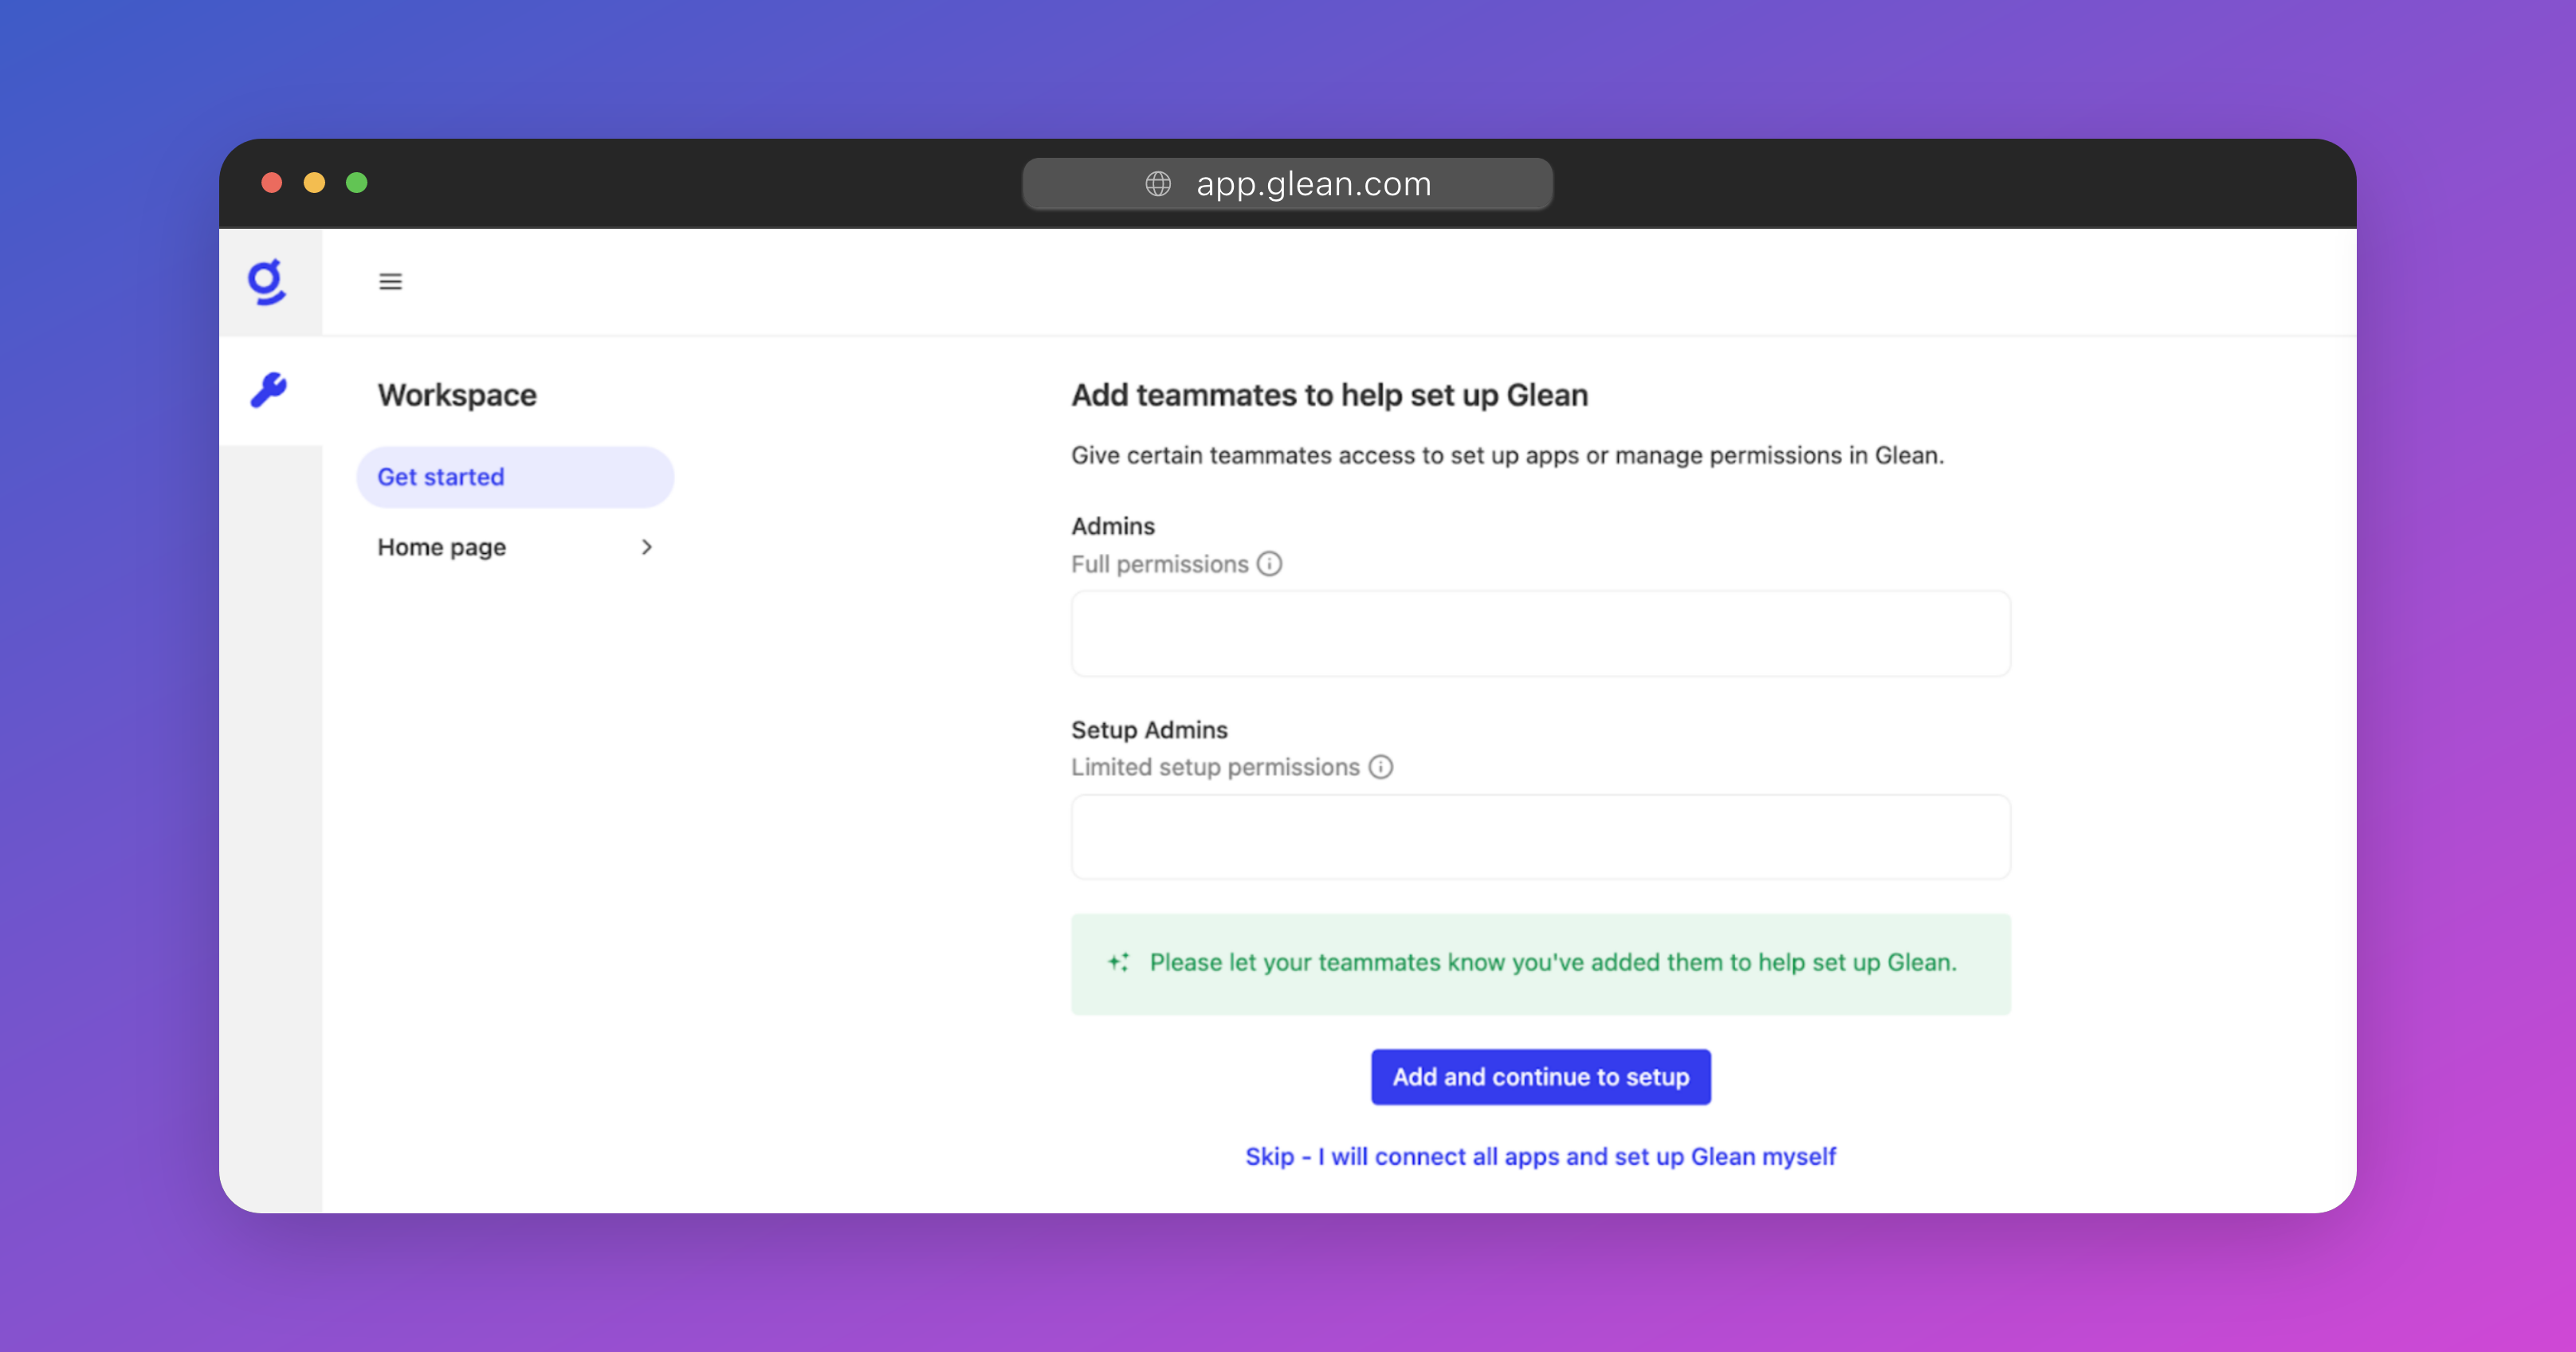 app.glean.com
g
Workspace
Get started
Home page
Add teammates to help set up Glean
Give certain teammates access to set up apps or manage permissions in Glean.
Admins
Full permissions
Setup Admins
Limited setup permissions
Please let your teammates know you've added them to help set up Glean.
Add and continue to setup
Skip - I will connect all apps and set up Glean myself